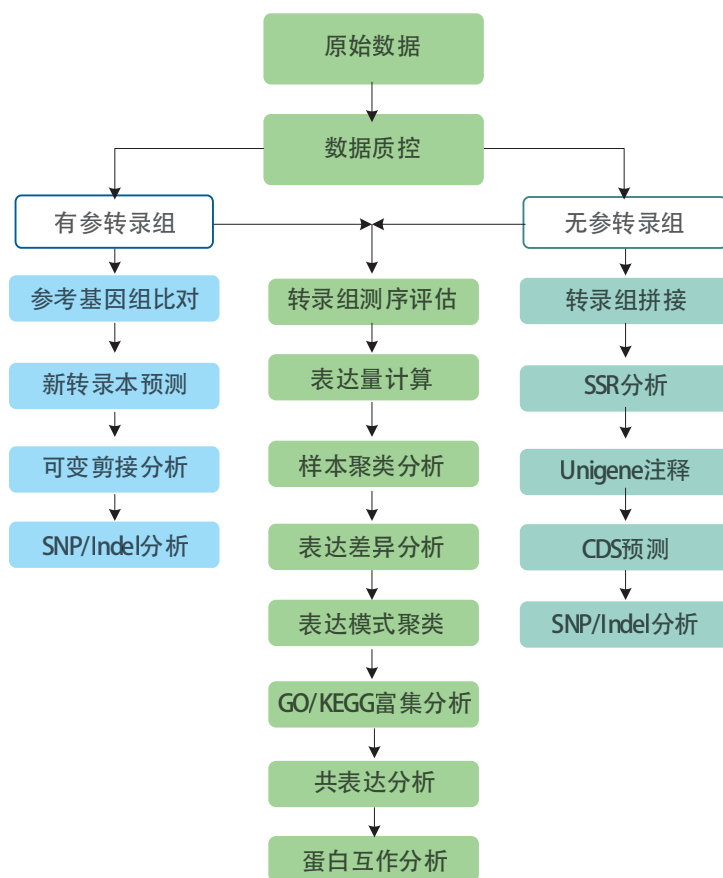 原始数据
数据质控
有参转录组
无参转录组
参考基因组比对
转录组测序评估
转录组拼接
新转录本预测
表达量计算
SSR分析
可变剪接分析
样本聚类分析
Unigene注释
SNP/Indel分析
表达差异分析
CDS预测
表达模式聚类
SNP/Indel分析
GO/KEGG富集分析
共表达分析
蛋白互作分析